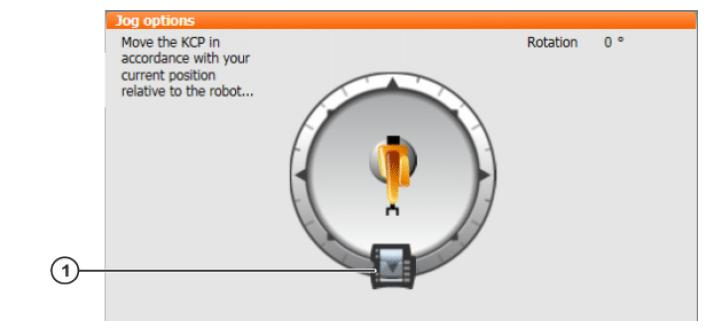 Jog options
Move the KCP in
accordance with your
current position
relative to the robot...
Rotation 0 °
1